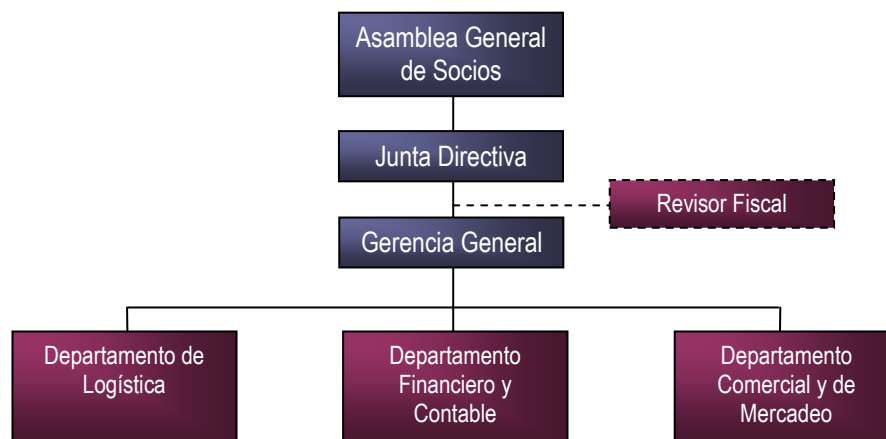 Asamblea General
de Socios
Junta Directiva
Revisor Fiscal
Gerencia General
Departamento de
Logística
Departamento
Financiero y
Contable
Departamento
Comercial y de
Mercadeo